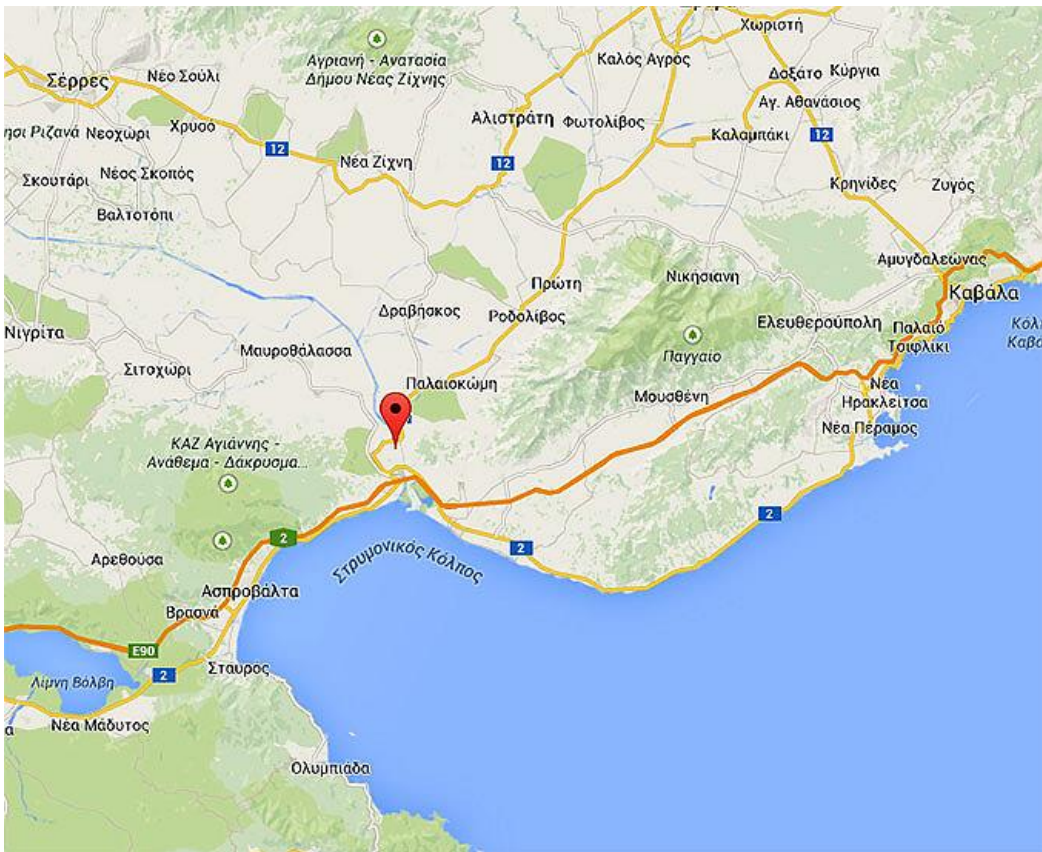 Χωριστή
Αγριανή - Ανατασία
Δήμου Νέας Ζίχνης
Καλός Αγρός
Δοξάτο
Κύργια
Σέρρες
Νέο Σούλι
Αγ. Αθανάσιος
Αλιστράτη
Φωτολίβος
Χρυσό
Νεοχώρι
Ριζανά
Καλαμπάκι
12
12
12
Νέα Ζίχνη
Σκουτάρι
Νέος Σκοπός
Κρηνίδες
Ζυγός
Βαλτοτόπι
Αμυγδαλεώνας
Νικήσιανη
Πρώτη
Καβάλα
Δραβήσκος
Ροδολίβος
Ελευθερούπολη
Παλαιό
Τσιφλίκι
Νιγρίτα
Μαυροθάλασσα
Παγγαίο
Σιτοχώρι
Παλαιοκώμη
Μουσθένη
Νέα
Ηρακλείτσα
Νέα Πέραμος
ΚΑΖ Αγιάννης -
Ανάθεμα - Δάκρυσμα...
2
2
2
Στρυμονικός Κόλπος
Αρεθούσα
Ασπροβάλτα
Βρασνά
E90
2
Σταυρός
Λίμνη Βόλβη
Νέα Μάδυτος
Ολυμπιάδα